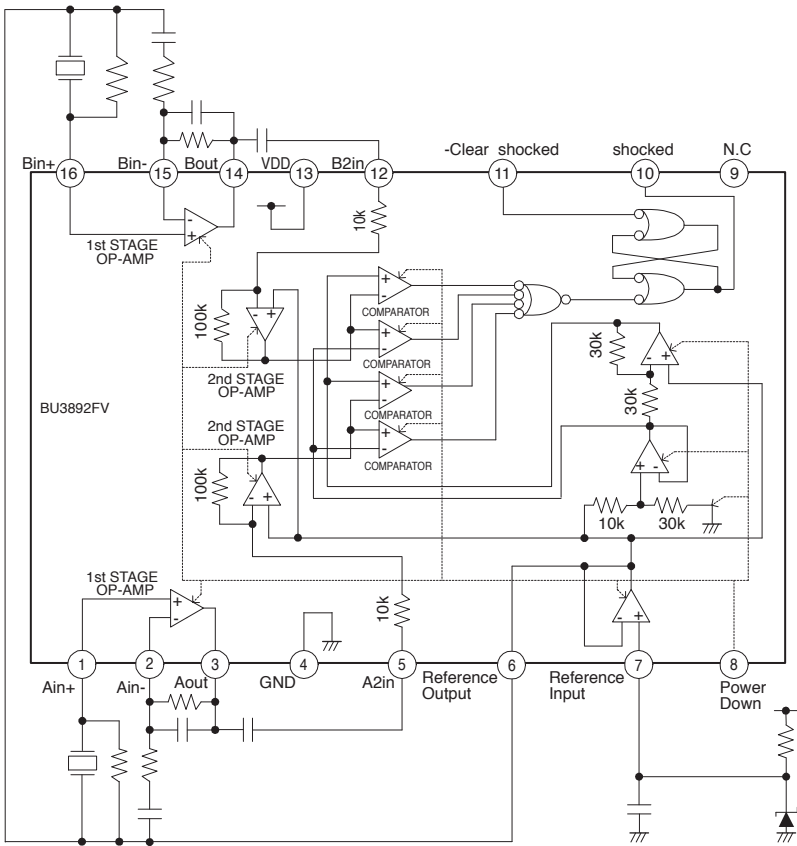 Bin+
Bin-
Bout
VDD
B2in
-Clear shocked
shocked
N.C
16
15
14
13
12
11
10
9
-
+
1st STAGE
OP-AMP
10k
100k
-
+
2nd STAGE
OP-AMP
+
-
COMPARATOR
+
-
COMPARATOR
+
-
COMPARATOR
+
-
COMPARATOR
30k
-
+
30k
+
-
10k
30k
BU3892FV
2nd STAGE
OP-AMP
100k
-
+
1st STAGE
OP-AMP
+
-
10k
-
+
1
2
3
4
5
6
7
8
Ain+
Ain-
Aout
GND
A2in
Reference
Output
Reference
Input
Power
Down